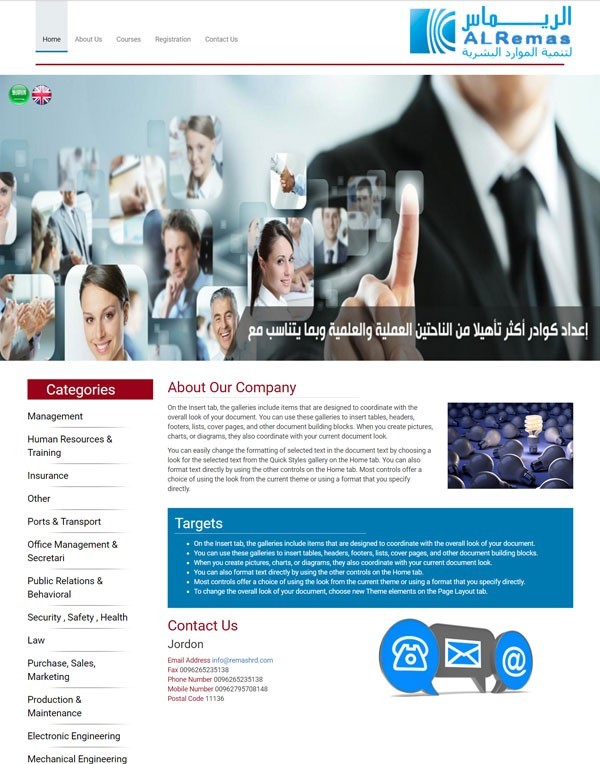 Home About Us Courses Registration Contact Us
الريماس
ALRemas
لتنمية الموارد البشرية
إعداد كوادر أكثر تأهيلا من الناحتين العملية والعلمية وبما يتناسب مع
Categories
Management
Human Resources &
Training
Insurance
Other
Ports & Transport
Office Management &
Secretari
Public Relations &
Behavioral
Security , Safety , Health
Law
Purchase, Sales,
Marketing
Production &
Maintenance
Electronic Engineering
Mechanical Engineering
About Our Company
On the Insert tab, the galleries include items that are designed to coordinate with the
overall look of your document. You can use these galleries to insert tables, headers,
footers, lists, cover pages, and other document building blocks. When you create pictures,
charts, or diagrams, they also coordinate with your current document look.
You can easily change the formatting of selected text in the document text by choosing a
look for the selected text from the Quick Styles gallery on the Home tab. You can also
format text directly by using the other controls on the Home tab. Most controls offer a
choice of using the look from the current theme or using a format that you specify
directly.
Targets
On the Insert tab, the galleries include items that are designed to coordinate with the overall look of your document.
You can use these galleries to insert tables, headers, footers, lists, cover pages, and other document building blocks.
When you create pictures, charts, or diagrams, they also coordinate with your current document look.
You can also format text directly by using the other controls on the Home tab.
Most controls offer a choice of using the look from the current theme or using a format that you specify directly.
To change the overall look of your document, choose new Theme elements on the Page Layout tab.
Contact Us
Jordon
Email Address info@remashrd.com
Fax 0096265235138
Phone Number 0096265235138
Mobile Number 00962795708148
Postal Code 11136
@